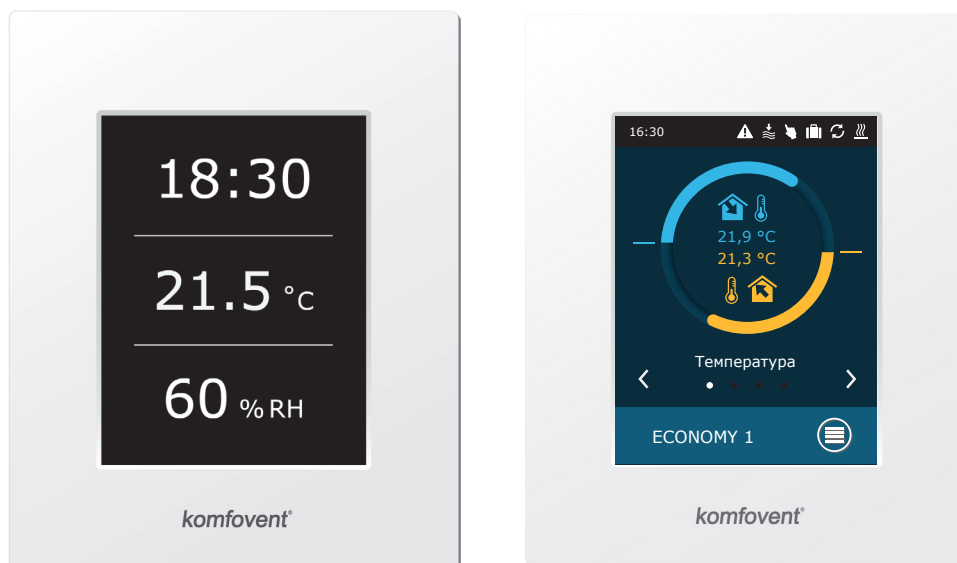 18:30
21.5 °C
60 % RH
komfovent®
16:30
21,9 °C
21,3 °C
Температура
ECONOMY 1
komfovent®